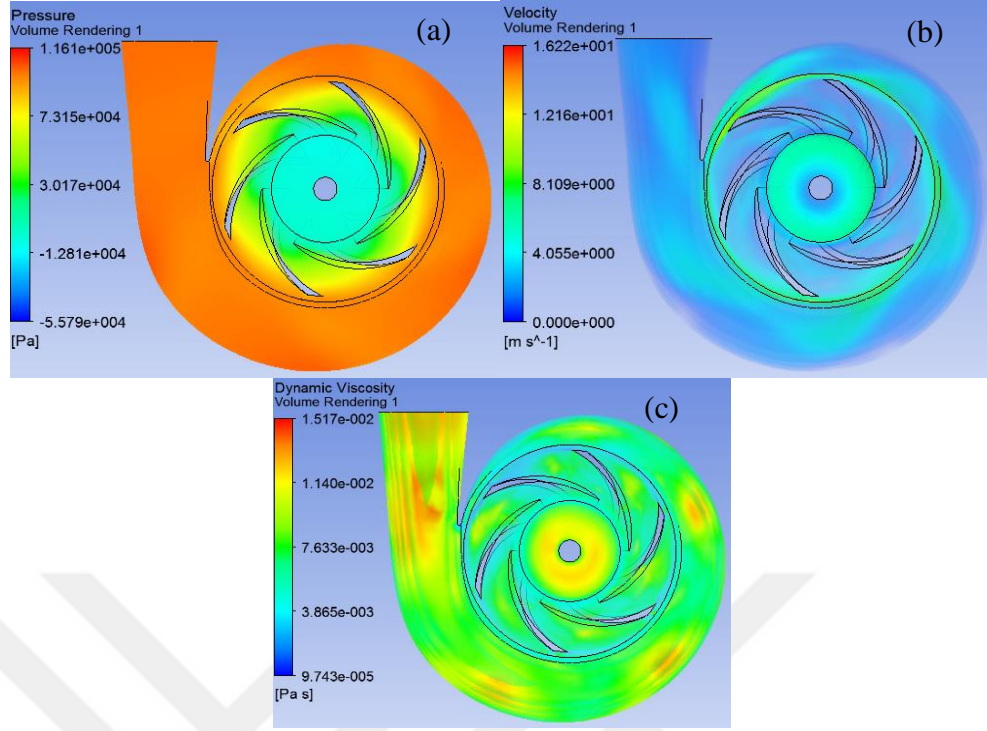 Pressure
Volume Rendering 1
(a)
1.161e+005
7.315e+004
3.017e+004
-1.281e+004
-5.579e+004
[Pa]
Velocity
Volume Rendering 1
(b)
1.622e+001
1.216e+001
8.109e+000
4.055e+000
0.000e+000
[m s^-1]
Dynamic Viscosity
Volume Rendering 1
(c)
1.517e-002
1.140e-002
7.633e-003
3.865e-003
9.743e-005
[Pa s]